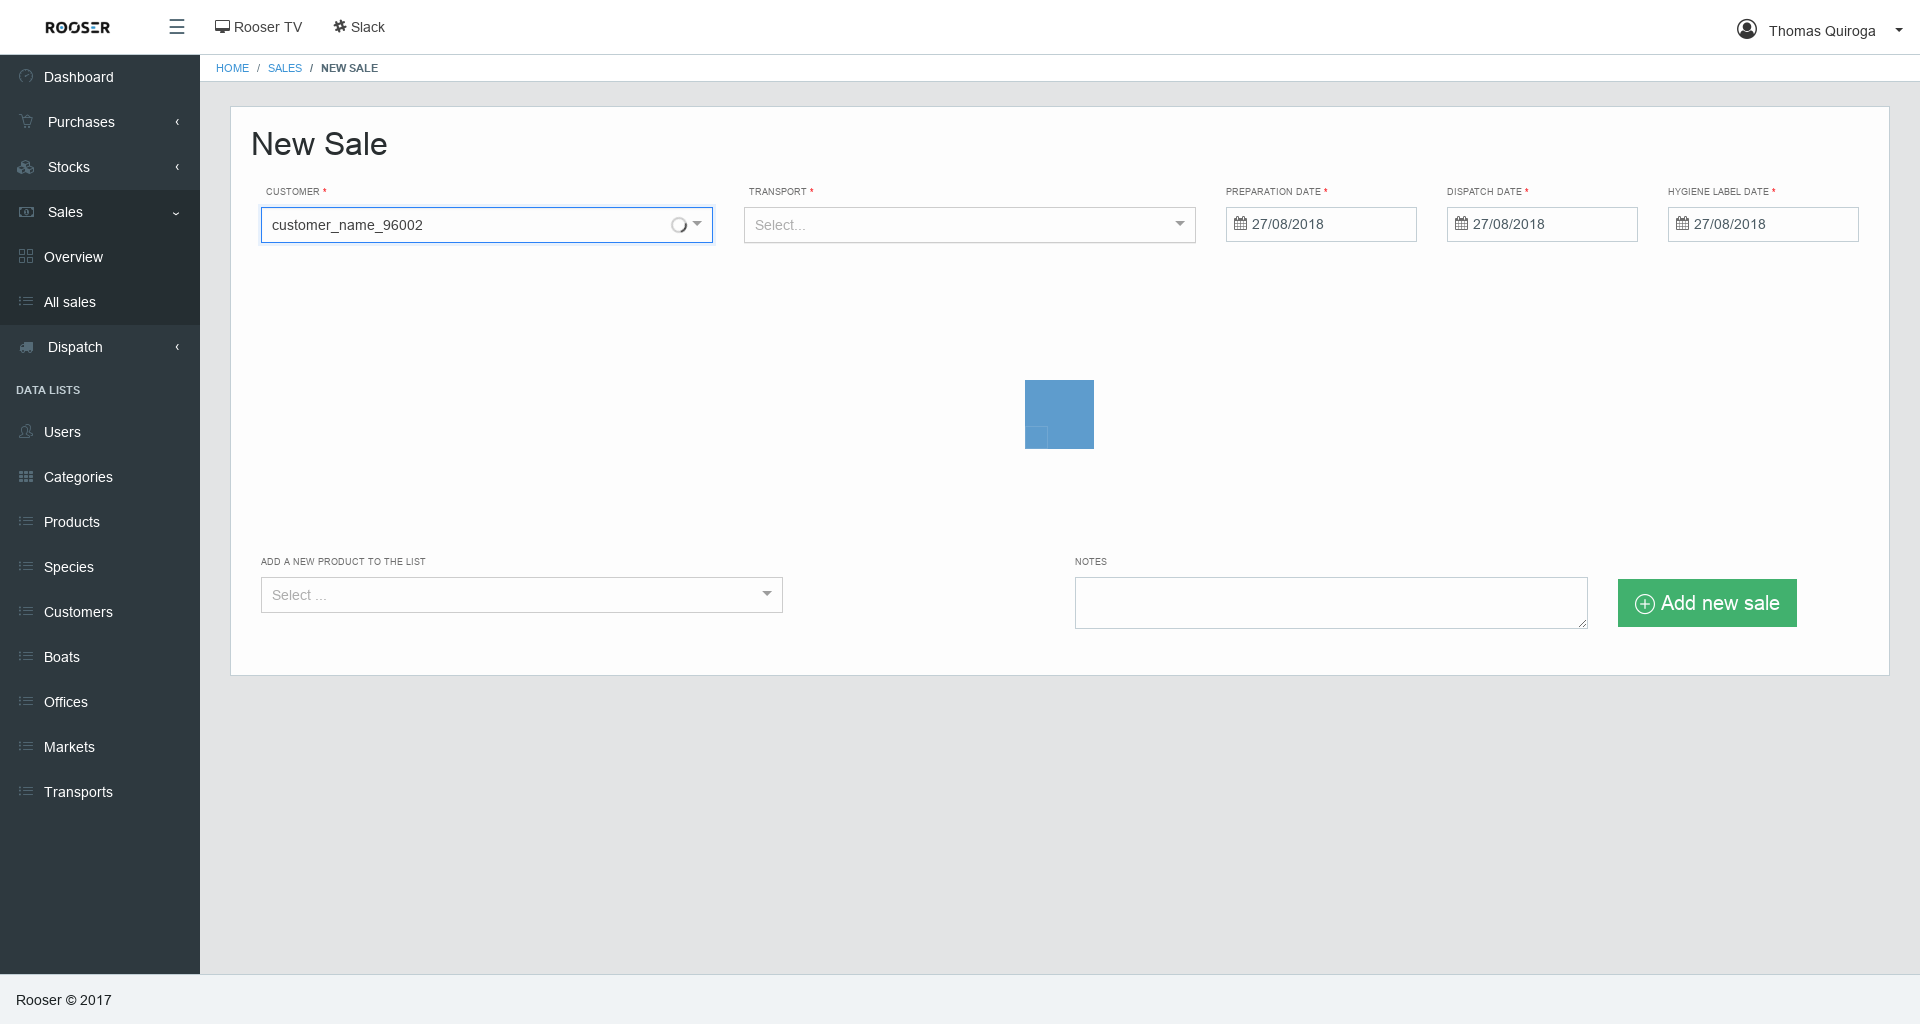 ROOSER
Rooser TV
Slack
Thomas Quiroga
HOME / SALES / NEW SALE
Dashboard
Purchases
Stocks
Sales
Overview
All sales
Dispatch
DATA LISTS
Users
Categories
Products
Species
Customers
Boats
Offices
Markets
Transports
New Sale
CUSTOMER *
customer_name_96002
TRANSPORT *
Select...
PREPARATION DATE *
27/08/2018
DISPATCH DATE *
27/08/2018
HYGIENE LABEL DATE *
27/08/2018
ADD A NEW PRODUCT TO THE LIST
Select ...
NOTES
Add new sale
Rooser © 2017